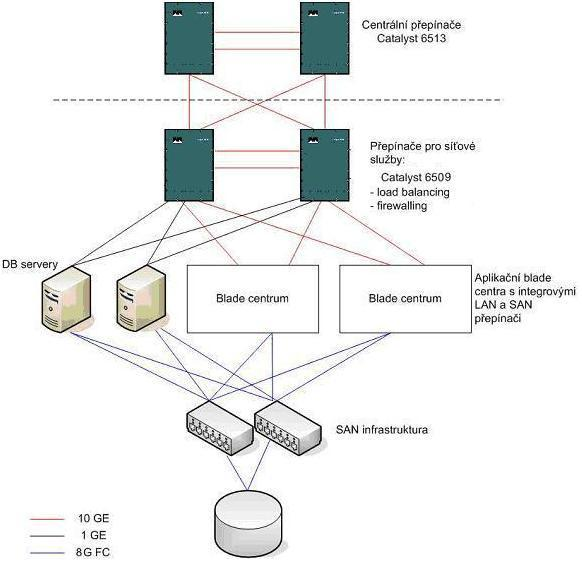 Centrální přepínače
Catalyst 6513
Přepínače pro síťové
služby:
Catalyst 6509
- load balancing
- firewalling
DB servery
Blade centrum
Blade centrum
Aplikační blade
centra s integrovými
LAN a SAN
přepínači
SAN infrastruktura
10 GE
1 GE
8G FC